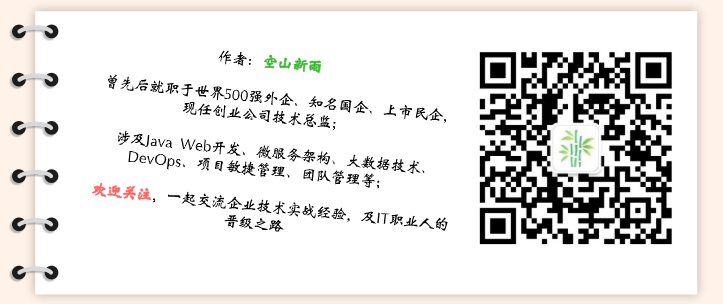 作者：空山新雨
曾先后就职于世界500强外企、知名国企、上市民企，
现任创业公司技术总监；
涉及Java Web开发、微服务架构、大数据技术、
DevOps、项目敏捷管理、团队管理等；
欢迎关注，一起交流企业技术实战经验，及IT职业人的
晋级之路